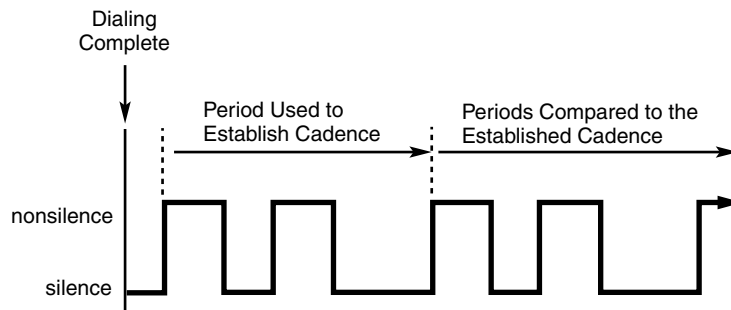 Dialing
Complete
Period Used to
Establish Cadence
Periods Compared to the
Established Cadence
nonsilence
silence